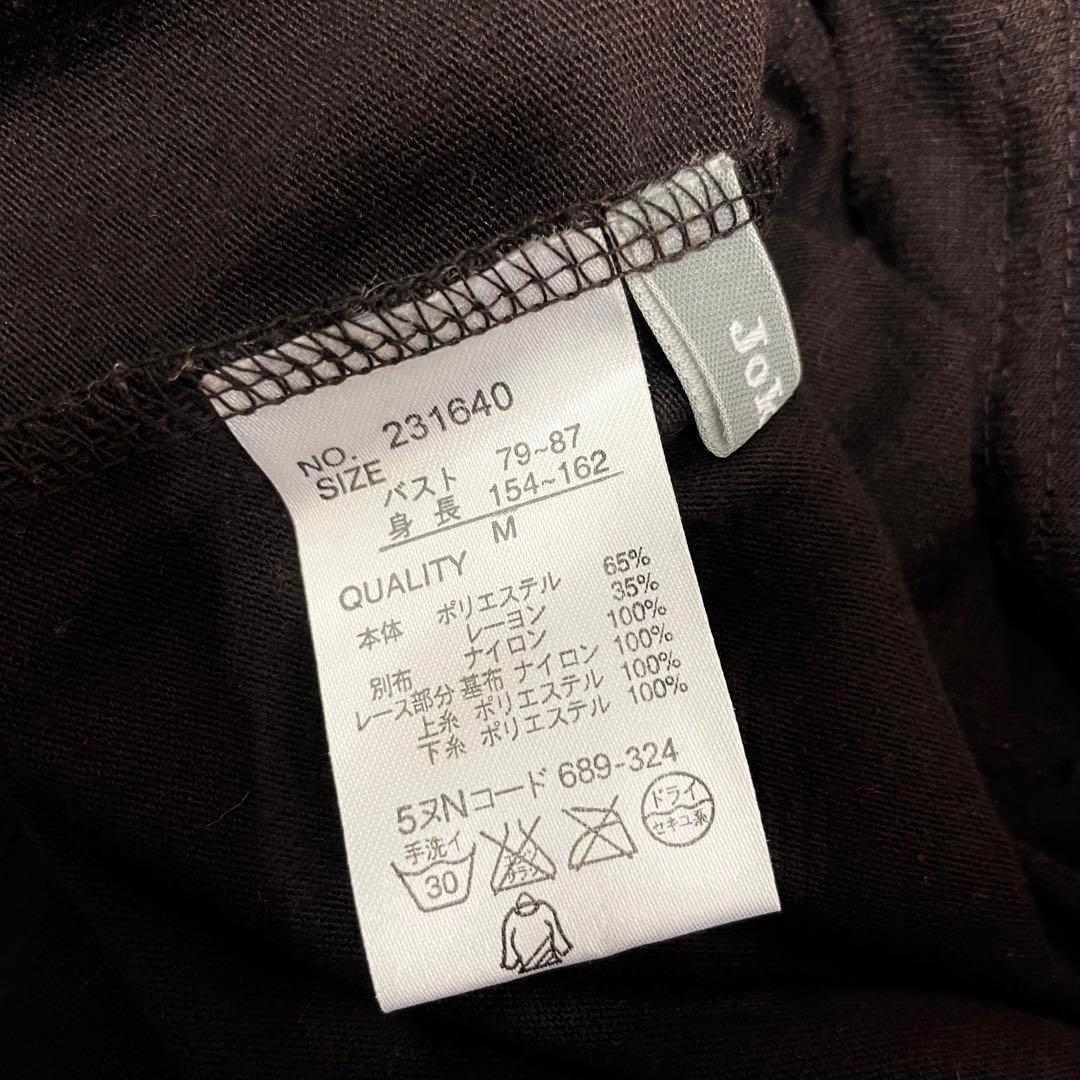 NO. 231640
SIZE
バスト 79~87
身長 154~162
M
QUALITY
本体 ポリエステル 65%
レーヨン 35%
別布 ナイロン 100%
レース部分 基布 ナイロン 100%
上糸 ポリエステル 100%
下糸 ポリエステル 100%
5ヌNコード 689-324
手洗イ
30
ドライ
セキユ系